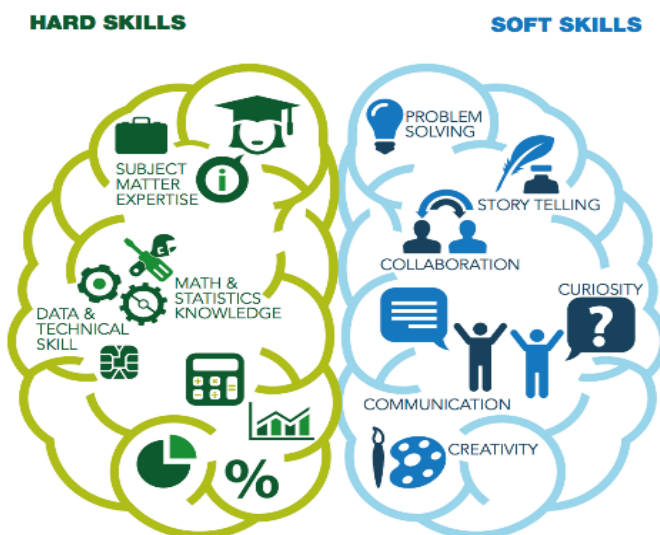 HARD SKILLS
SUBJECT
MATTER
EXPERTISE
i
MATH &
STATISTICS
KNOWLEDGE
DATA &
TECHNICAL
SKILL
%
SOFT SKILLS
PROBLEM
SOLVING
STORY TELLING
COLLABORATION
CURIOSITY
?
COMMUNICATION
CREATIVITY